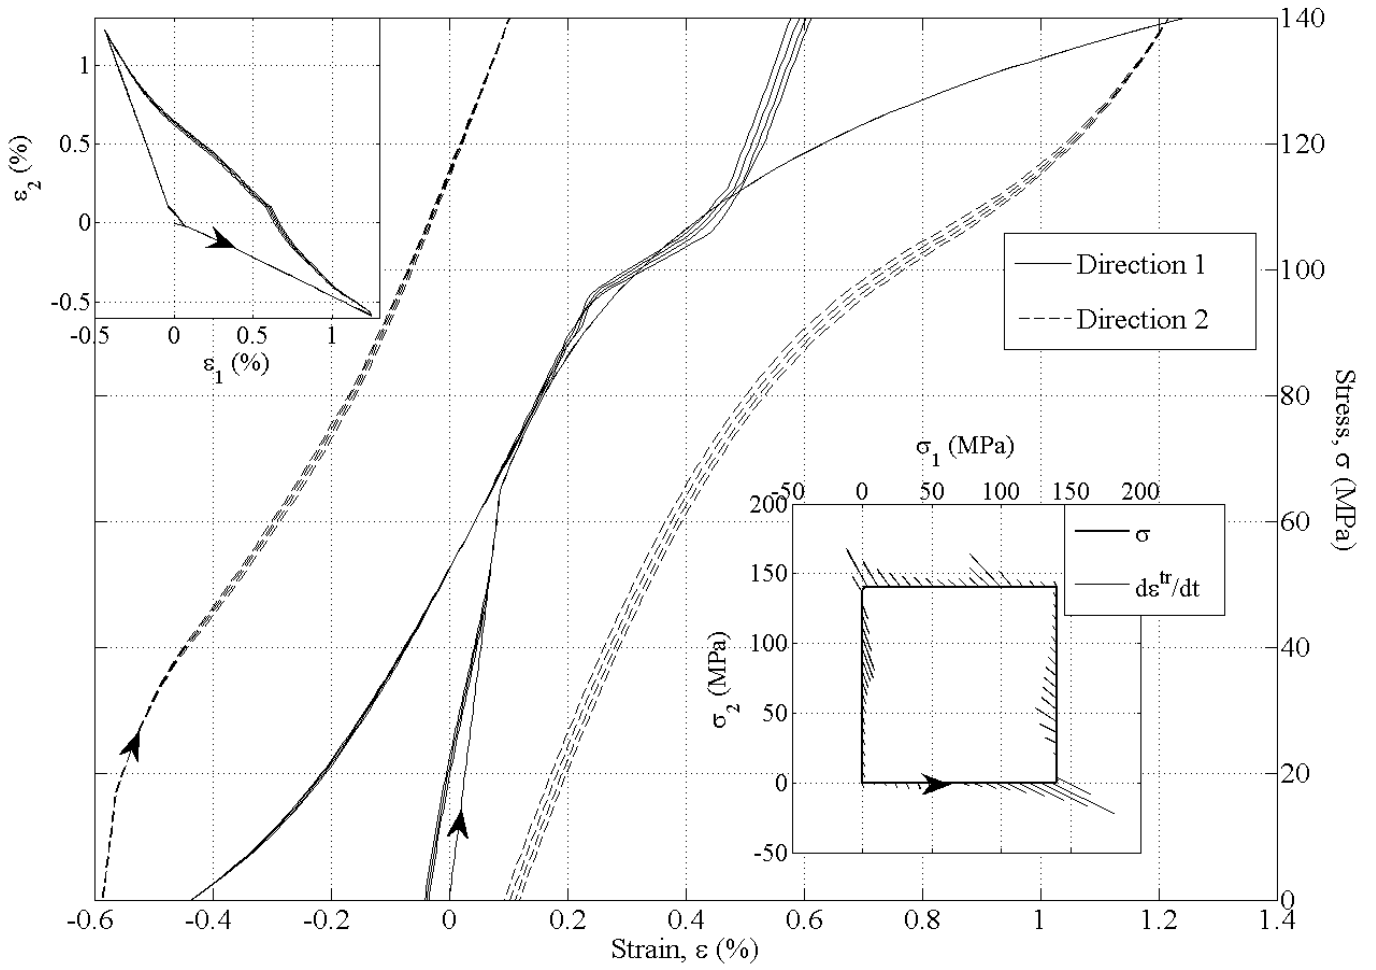 1
0.5
0
-0.5
-0.5 0 0.5 1
ε2 (%)
ε1 (%)
140
120
100
80
60
40
20
0
Stress, σ (MPa)
Direction 1
Direction 2
σ1 (MPa)
-50 0 50 100 150 200
200
150
100
50
0
-50
σ2 (MPa)
σ
dε^tr/dt
-0.6 -0.4 -0.2 0 0.2 0.4 0.6 0.8 1 1.2 1.4
Strain, ε (%)